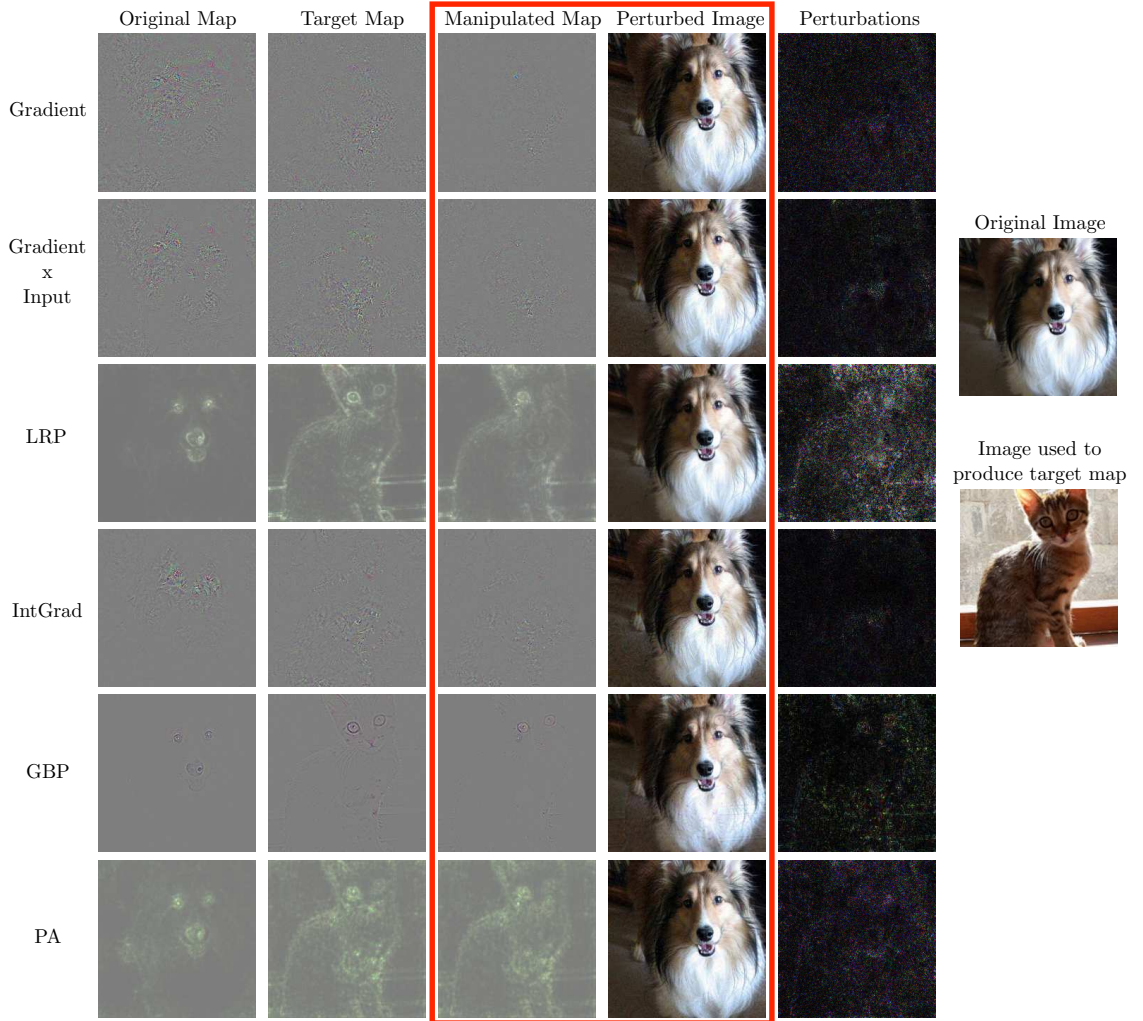 Original Map
Target Map
Manipulated Map
Perturbed Image
Perturbations
Gradient
Gradient
x
Input
LRP
IntGrad
GBP
PA
Original Image
Image used to
produce target map